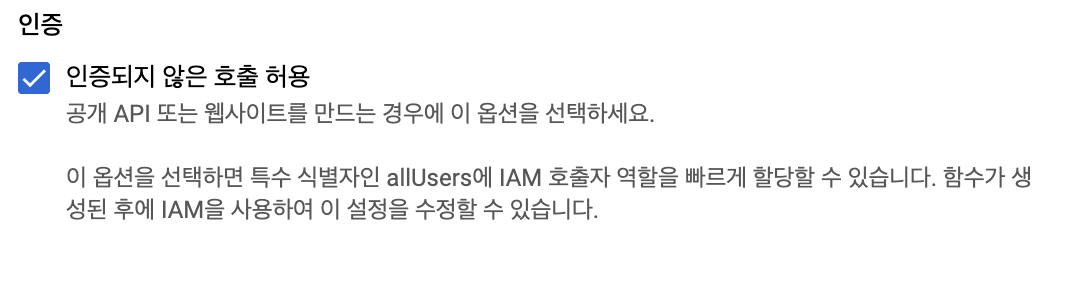 인증
인증되지 않은 호출 허용
공개 API 또는 웹사이트를 만드는 경우에 이 옵션을 선택하세요.
이 옵션을 선택하면 특수 식별자인 allUsers에 IAM 호출자 역할을 빠르게 할당할 수 있습니다. 함수가 생
성된 후에 IAM을 사용하여 이 설정을 수정할 수 있습니다.